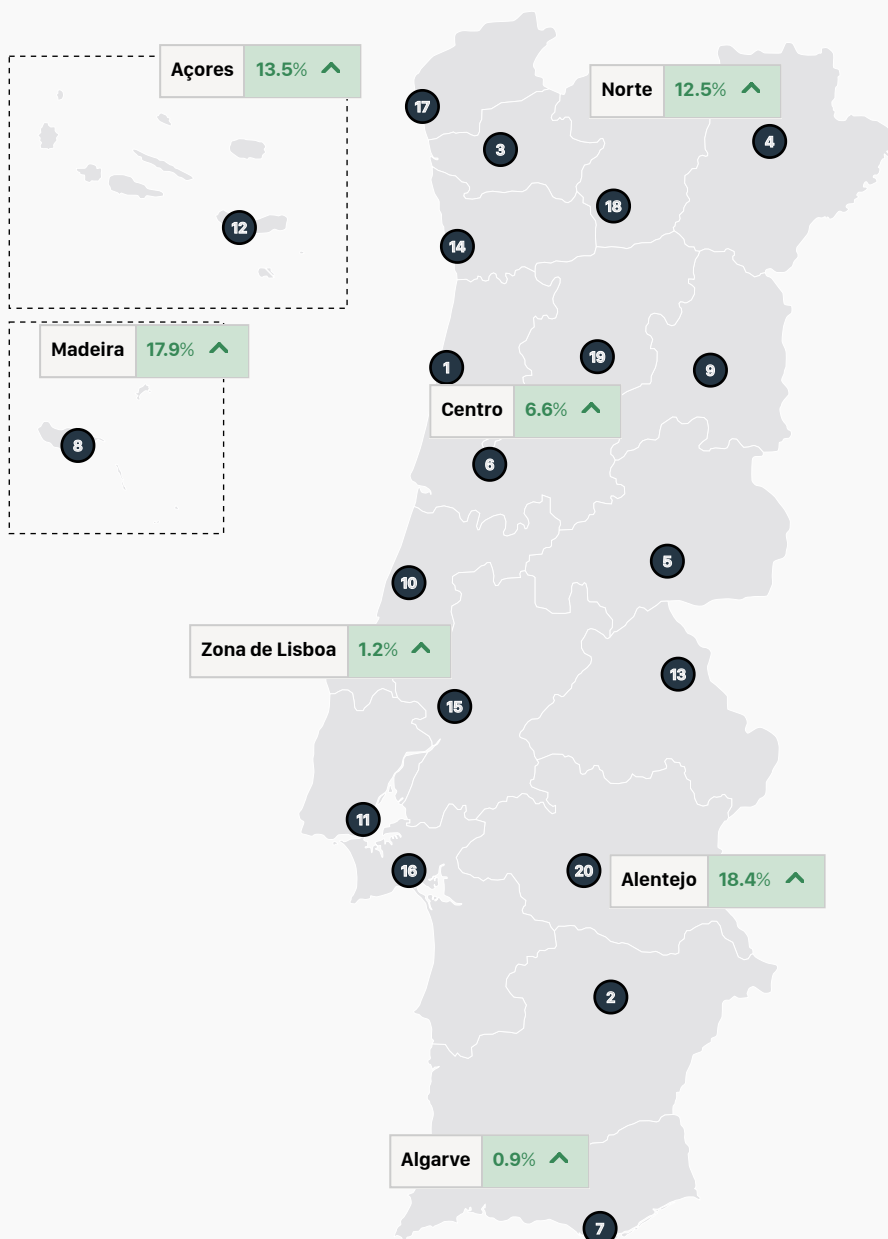 Açores 13.5%
Norte 12.5%
17
3
4
18
12
14
Madeira 17.9%
19
1
9
Centro 6.6%
8
6
5
10
Zona de Lisboa 1.2%
13
15
11
16
20
Alentejo 18.4%
2
Algarve 0.9%
7